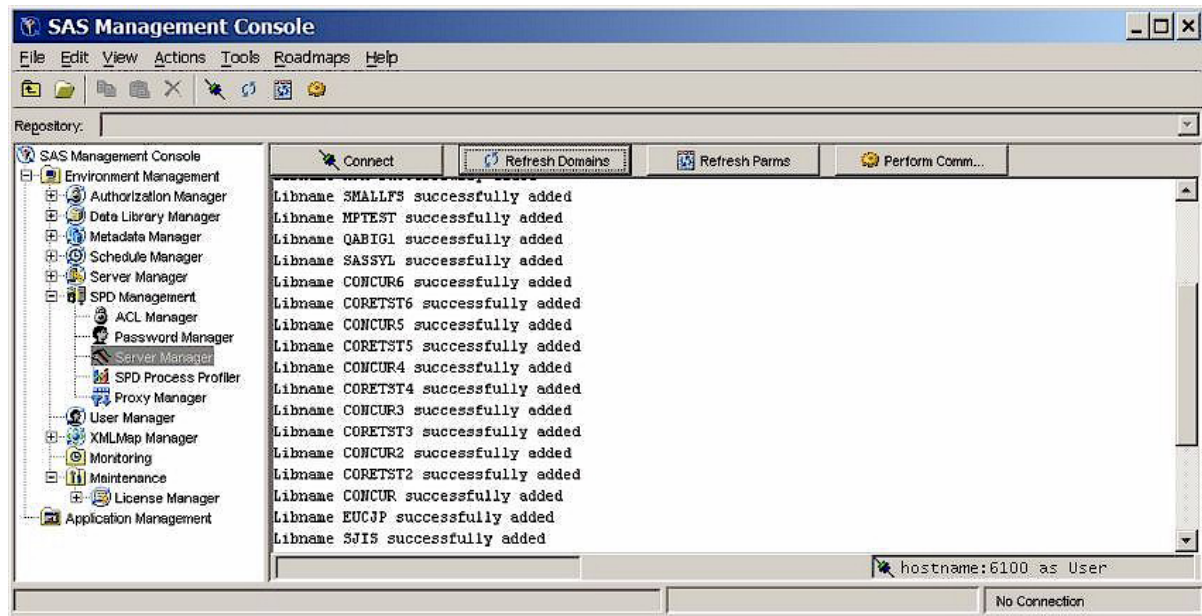 SAS Management Console
File Edit View Actions Tools Roadmaps Help
Repository:
SAS Management Console
Environment Management
Authorization Manager
Data Library Manager
Metadata Manager
Schedule Manager
Server Manager
SPD Management
ACL Manager
Password Manager
Server Manager
SPD Process Profiler
Proxy Manager
User Manager
XMLMap Manager
Monitoring
Maintenance
License Manager
Application Management
Connect Refresh Domains Refresh Parms Perform Comm...
Libname SMALLFS successfully added
Libname MPTEST successfully added
Libname QABIG1 successfully added
Libname SASSYL successfully added
Libname CONCUR6 successfully added
Libname CORETST6 successfully added
Libname CONCUR5 successfully added
Libname CORETST5 successfully added
Libname CONCUR4 successfully added
Libname CORETST4 successfully added
Libname CONCUR3 successfully added
Libname CORETST3 successfully added
Libname CONCUR2 successfully added
Libname CORETST2 successfully added
Libname CONCUR successfully added
Libname EUCJP successfully added
Libname SJIS successfully added
hostname:6100 as User
No Connection